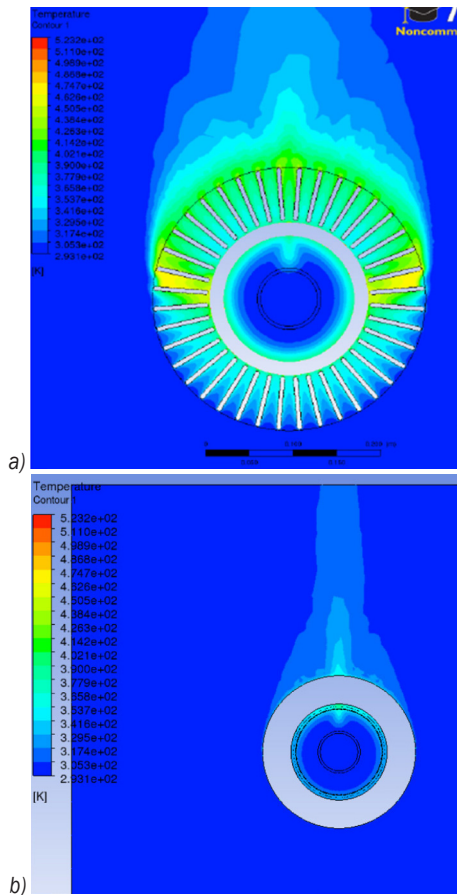 Temperature
Contour 1
5.232e+02
5.110e+02
4.989e+02
4.868e+02
4.747e+02
4.626e+02
4.505e+02
4.384e+02
4.263e+02
4.142e+02
4.021e+02
3.900e+02
3.779e+02
3.658e+02
3.537e+02
3.416e+02
3.295e+02
3.174e+02
3.053e+02
2.931e+02
[K]
Noncomm
0
a)
Temperature
Contour 1
5.232e+02
5.110e+02
4.989e+02
4.868e+02
4.747e+02
4.626e+02
4.505e+02
4.384e+02
4.263e+02
4.142e+02
4.021e+02
3.900e+02
3.779e+02
3.658e+02
3.537e+02
3.416e+02
3.295e+02
3.174e+02
3.053e+02
2.931e+02
[K]
b)